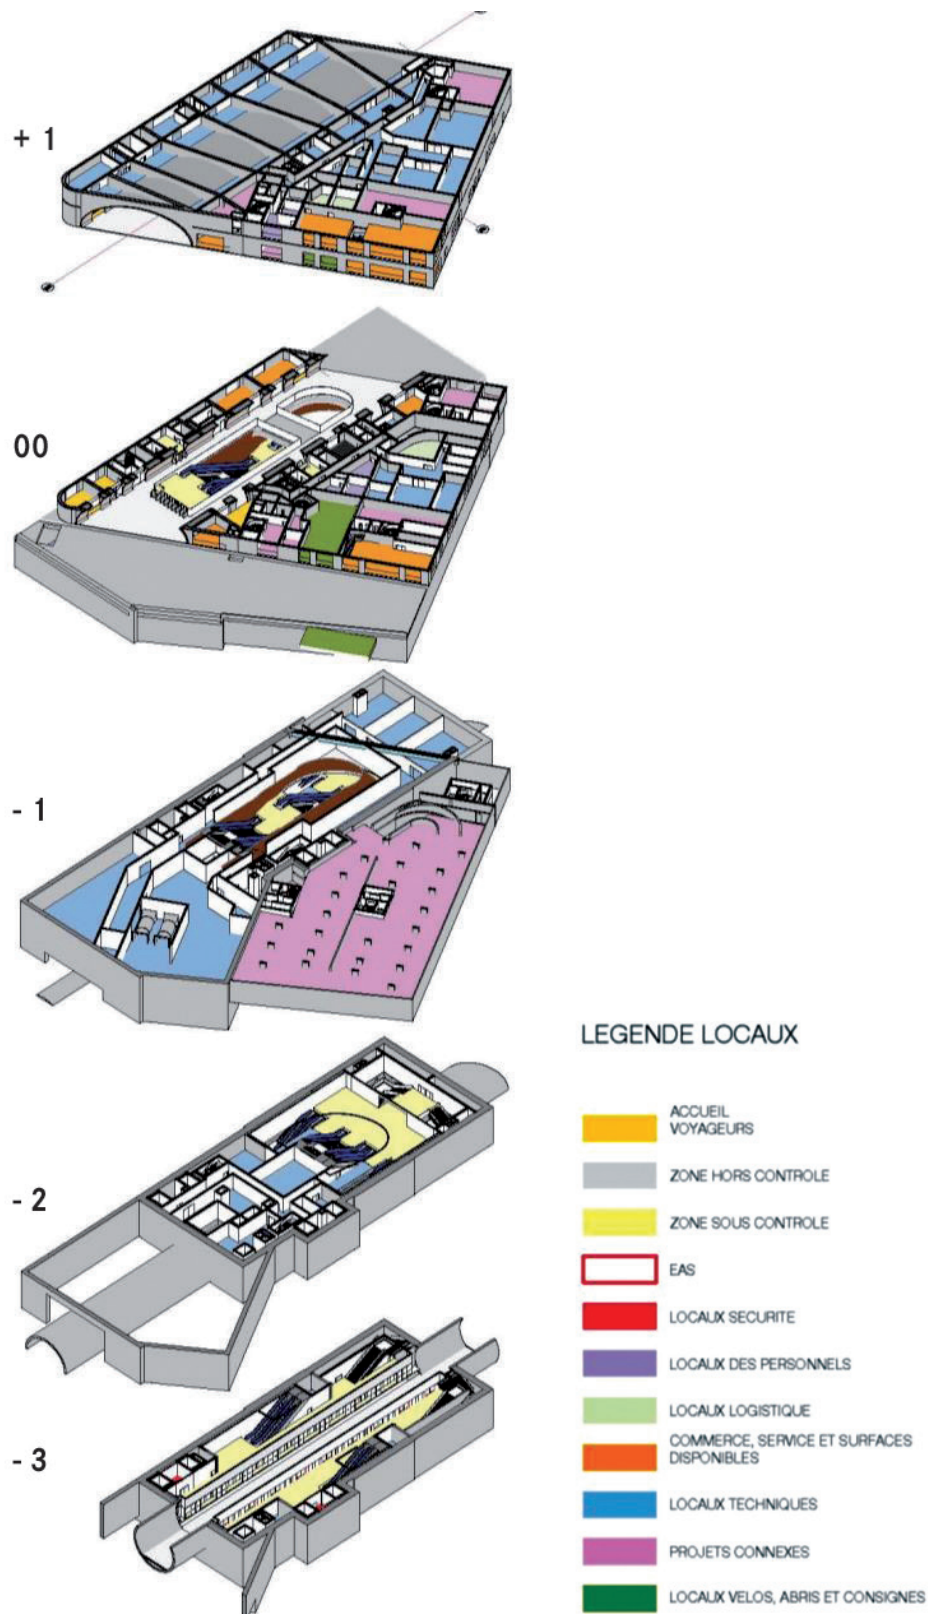 + 1
00
- 1
- 2
- 3
LEGENDE LOCAUX
ACCUEIL
VOYAGEURS
ZONE HORS CONTROLE
ZONE SOUS CONTROLE
EAS
LOCAUX SECURITE
LOCAUX DES PERSONNELS
LOCAUX LOGISTIQUE
COMMERCE, SERVICE ET SURFACES
DISPONIBLES
LOCAUX TECHNIQUES
PROJETS CONNEXES
LOCAUX VELOS, ABRIS ET CONSIGNES